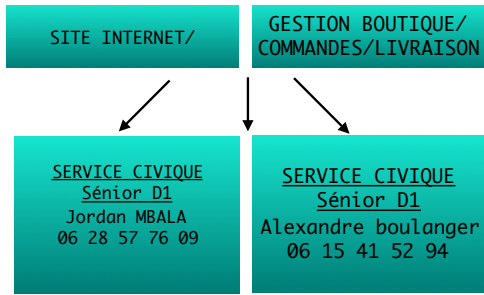 SITE INTERNET/
GESTION BOUTIQUE/
COMMANDES/LIVRAISON
SERVICE CIVIQUE
Sénior D1
Jordan MBALA
06 28 57 76 09
SERVICE CIVIQUE
Sénior D1
Alexandre boulanger
06 15 41 52 94